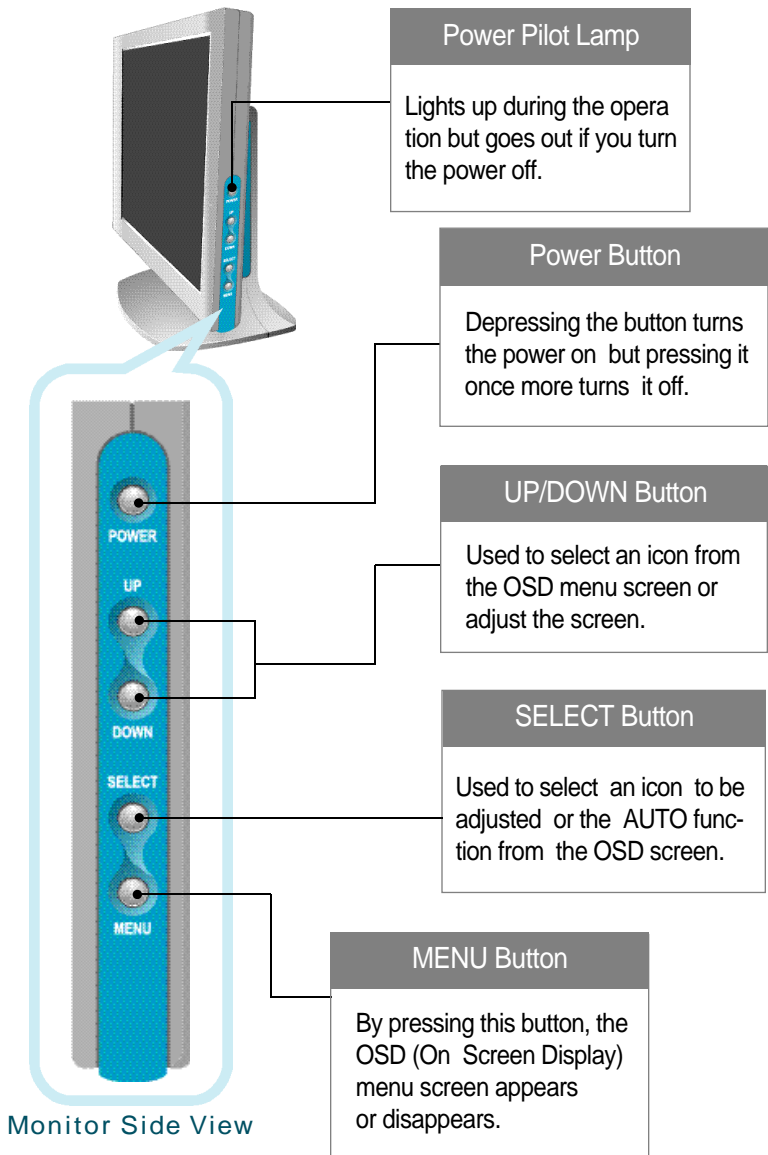 Power Pilot Lamp
Lights up during the opera
tion but goes out if you turn
the power off.
Power Button
Depressing the button turns
the power on but pressing it
once more turns it off.
UP/DOWN Button
Used to select an icon from
the OSD menu screen or
adjust the screen.
SELECT Button
Used to select an icon to be
adjusted or the AUTO func-
tion from the OSD screen.
MENU Button
By pressing this button, the
OSD (On Screen Display)
menu screen appears
or disappears.
POWER
UP
DOWN
SELECT
MENU
POWER
UP
DOWN
SELECT
MENU
Monitor Side View